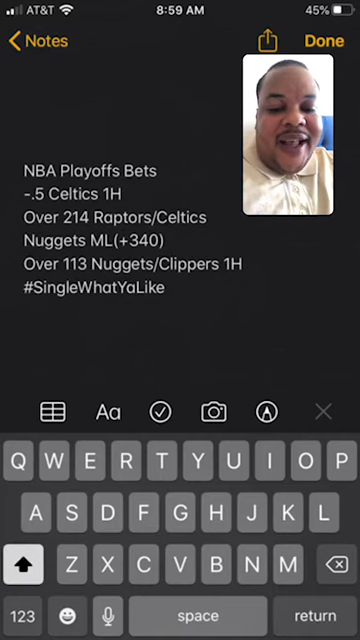 AT&T 8:59 AM 45%
Notes Done
NBA Playoffs Bets
-.5 Celtics 1H
Over 214 Raptors/Celtics
Nuggets ML(+340)
Over 113 Nuggets/Clippers 1H
#SingleWhatYaLike
Aa
Q W E R T Y U I O P
A S D F G H J K L
Z X C V B N M
123 space return